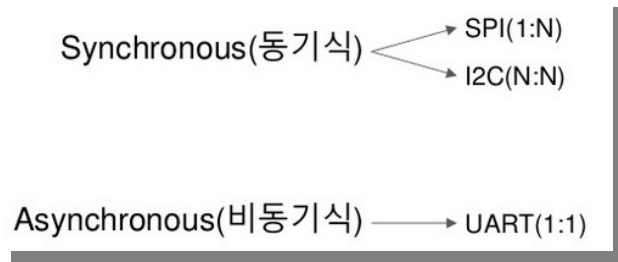 Synchronous(동기식)
SPI(1:N)
I2C(N:N)
Asynchronous(비동기식)
UART(1:1)